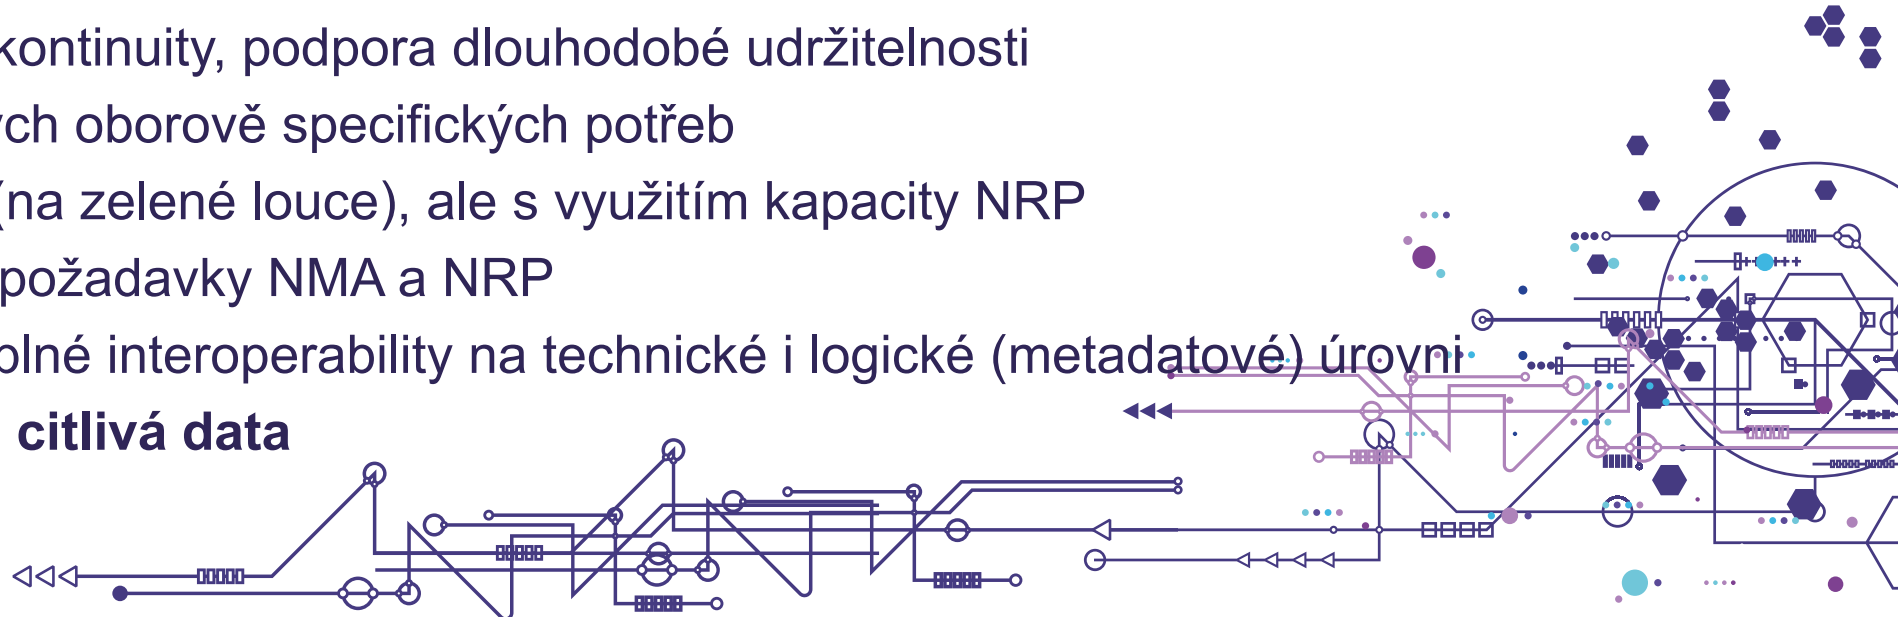 kontinuity, podpora dlouhodobé udržitelnosti
ých oborově specifických potřeb
(na zelené louce), ale s využitím kapacity NRP
požadavky NMA a NRP
plné interoperability na technické i logické (metadatové) úrovni
citlivá data